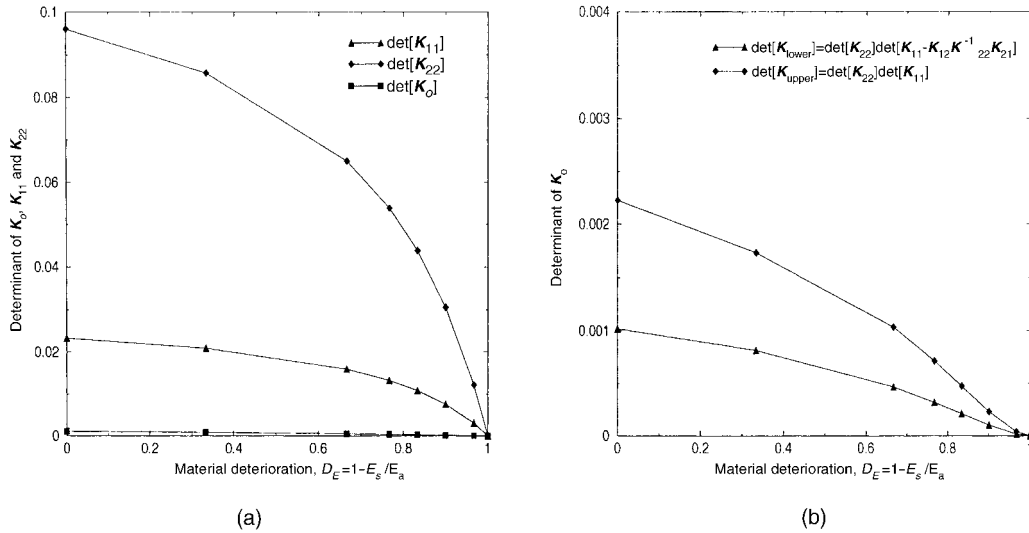 0.1
0.08
0.06
0.04
0.02
0
Determinant of Ko, K11 and K22
det[K11]
det[K22]
det[Ko]
0 0.2 0.4 0.6 0.8 1
Material deterioration, DE=1-Es/Ea
(a)
0.004
0.003
0.002
0.001
0
Determinant of Ko
det[Klower]=det[K22]det[K11-K12K-1 22K21]
det[Kupper]=det[K22]det[K11]
0 0.2 0.4 0.6 0.8 1
Material deterioration, DE=1-Es/Ea
(b)